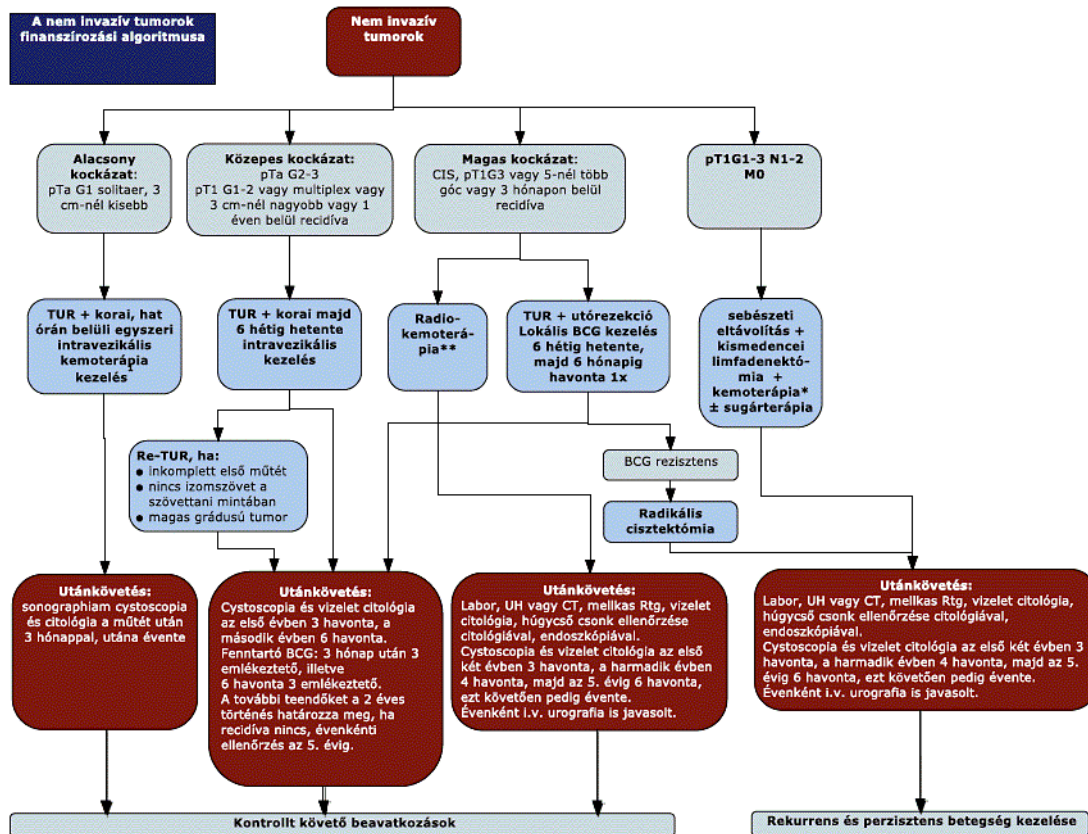 A nem invazív tumorok
finanszírozási algoritmusa
Nem invazív
tumorok
Alacsony
kockázat:
pTa G1 solitaer, 3
cm-nél kisebb
Közepes kockázat:
pTa G2-3
pT1 G1-2 vagy multiplex vagy
3 cm-nél nagyobb vagy 1
éven belül recidíva
Magas kockázat:
CIS, pT1G3 vagy 5-nél több
góc vagy 3 hónapon belül
recidíva
pT1G1-3 N1-2
M0
TUR + korai, hat
órán belüli egyszeri
intravezikális
kemoterápia
kezelés1
TUR + korai majd
6 hétig hetente
intravezikális
kezelés
Radio-
kemoterá-
pia**
TUR + utórezekció
Lokális BCG kezelés
6 hétig hetente,
majd 6 hónapig
havonta 1x
sebészeti
eltávolítás +
kismedencei
limfadenektó-
mia +
kemoterápia*
± sugárterápia
Re-TUR, ha:
● inkomplett első műtét
● nincs izomszövet a
szövettani mintában
● magas grádusú tumor
BCG rezisztens
Radikális
cisztektómia
Utánkövetés:
sonographiam cystoscopia
és citológia a műtét után
3 hónappal, utána évente
Utánkövetés:
Cystoscopia és vizelet citológia
az első évben 3 havonta, a
második évben 6 havonta.
Fenntartó BCG: 3 hónap után 3
emlékeztető, illetve
6 havonta 3 emlékeztető.
A további teendőket a 2 éves
történés határozza meg, ha
recidíva nincs, évenkénti
ellenőrzés az 5. évig.
Utánkövetés:
Labor, UH vagy CT, mellkas Rtg, vizelet
citológia, húgycső csonk ellenőrzése
citológiával, endoszkópiával.
Cystoscopia és vizelet citológia az első
két évben 3 havonta, a harmadik évben
4 havonta, majd az 5. évig 6 havonta,
ezt követően pedig évente.
Évenként i.v. urografia is javasolt.
Utánkövetés:
Labor, UH vagy CT, mellkas Rtg, vizelet citológia,
húgycső csonk ellenőrzése citológiával,
endoszkópiával.
Cystoscopia és vizelet citológia az első két évben 3
havonta, a harmadik évben 4 havonta, majd az 5.
évig 6 havonta, ezt követően pedig évente.
Évenként i.v. urografia is javasolt.
Kontrollt követő beavatkozások
Rekurrens és perzisztens betegség kezelése